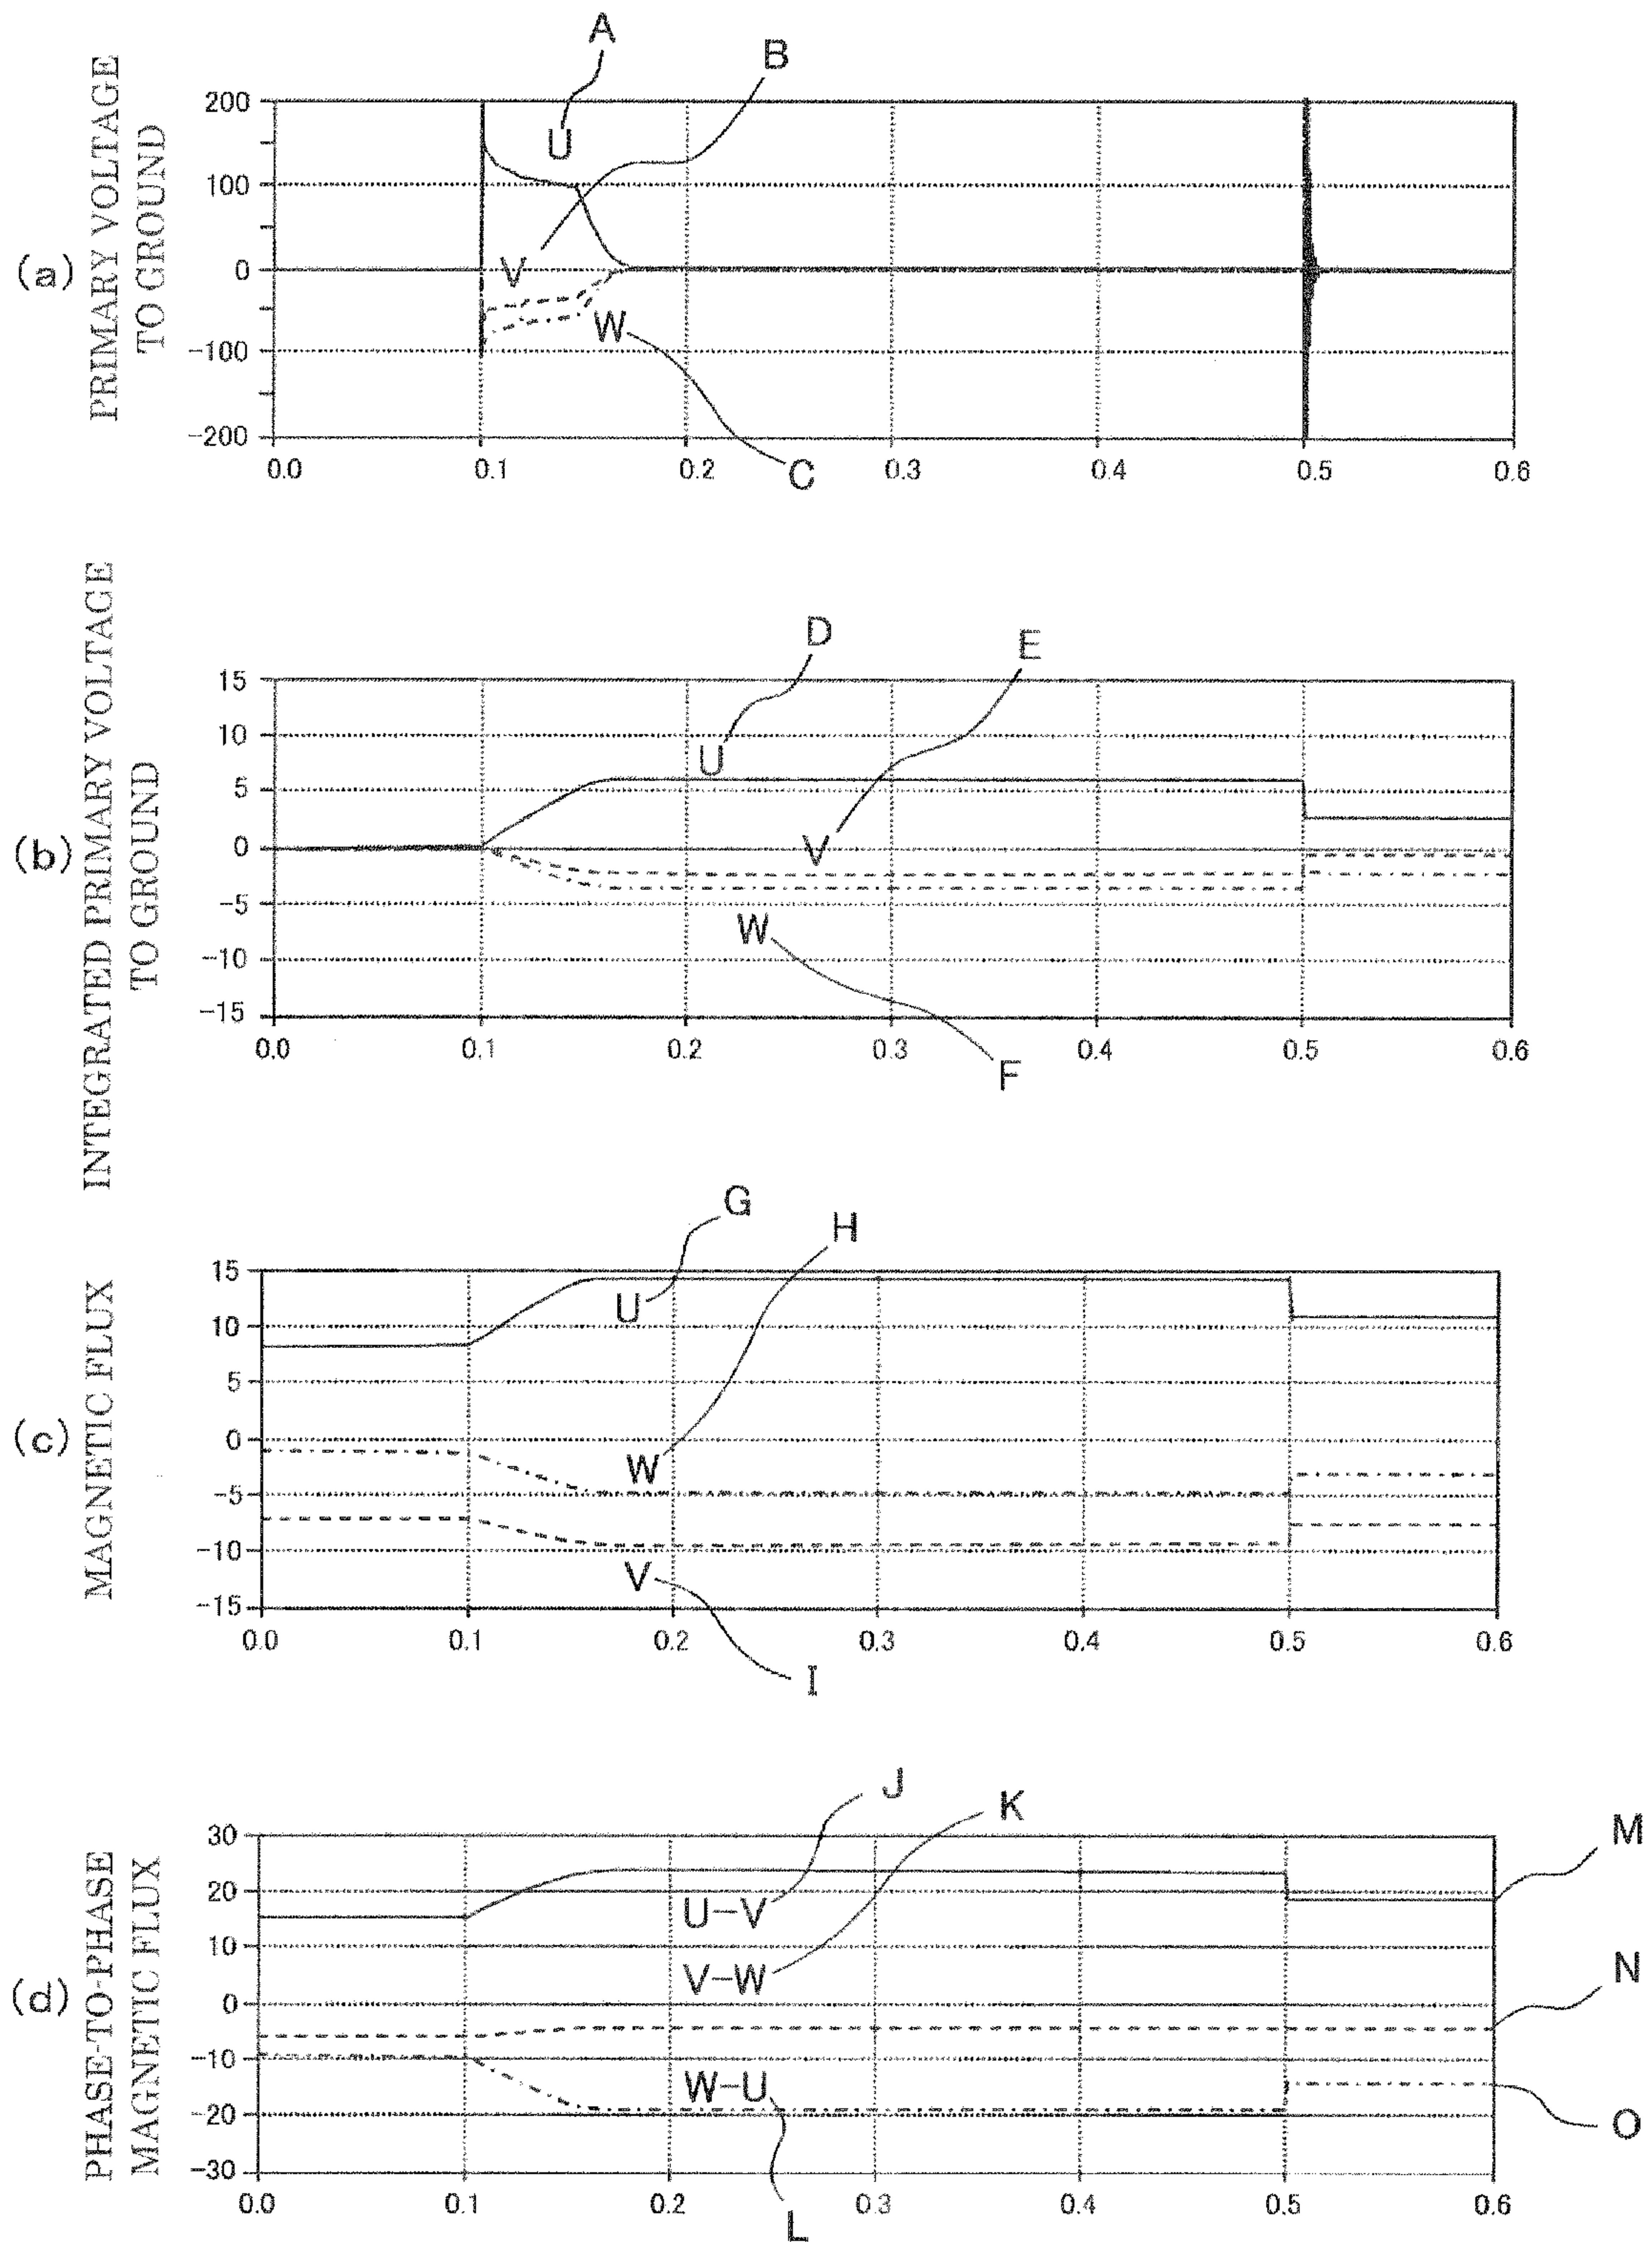 A
B
(a)
PRIMARY VOLTAGE
TO GROUND
200
100
0
-100
-200
U
V
W
0.0 0.1 0.2 0.3 0.4 0.5 0.6
C
D
E
(b)
INTEGRATED PRIMARY VOLTAGE
TO GROUND
15
10
5
0
-5
-10
-15
U
V
W
0.0 0.1 0.2 0.3 0.4 0.5 0.6
F
G
H
(c)
MAGNETIC FLUX
15
10
5
0
-5
-10
-15
U
W
V
0.0 0.1 0.2 0.3 0.4 0.5 0.6
I
J
K
(d)
PHASE-TO-PHASE
MAGNETIC FLUX
30
20
10
0
-10
-20
-30
U-V
V-W
W-U
M
N
O
0.0 0.1 0.2 0.3 0.4 0.5 0.6
L